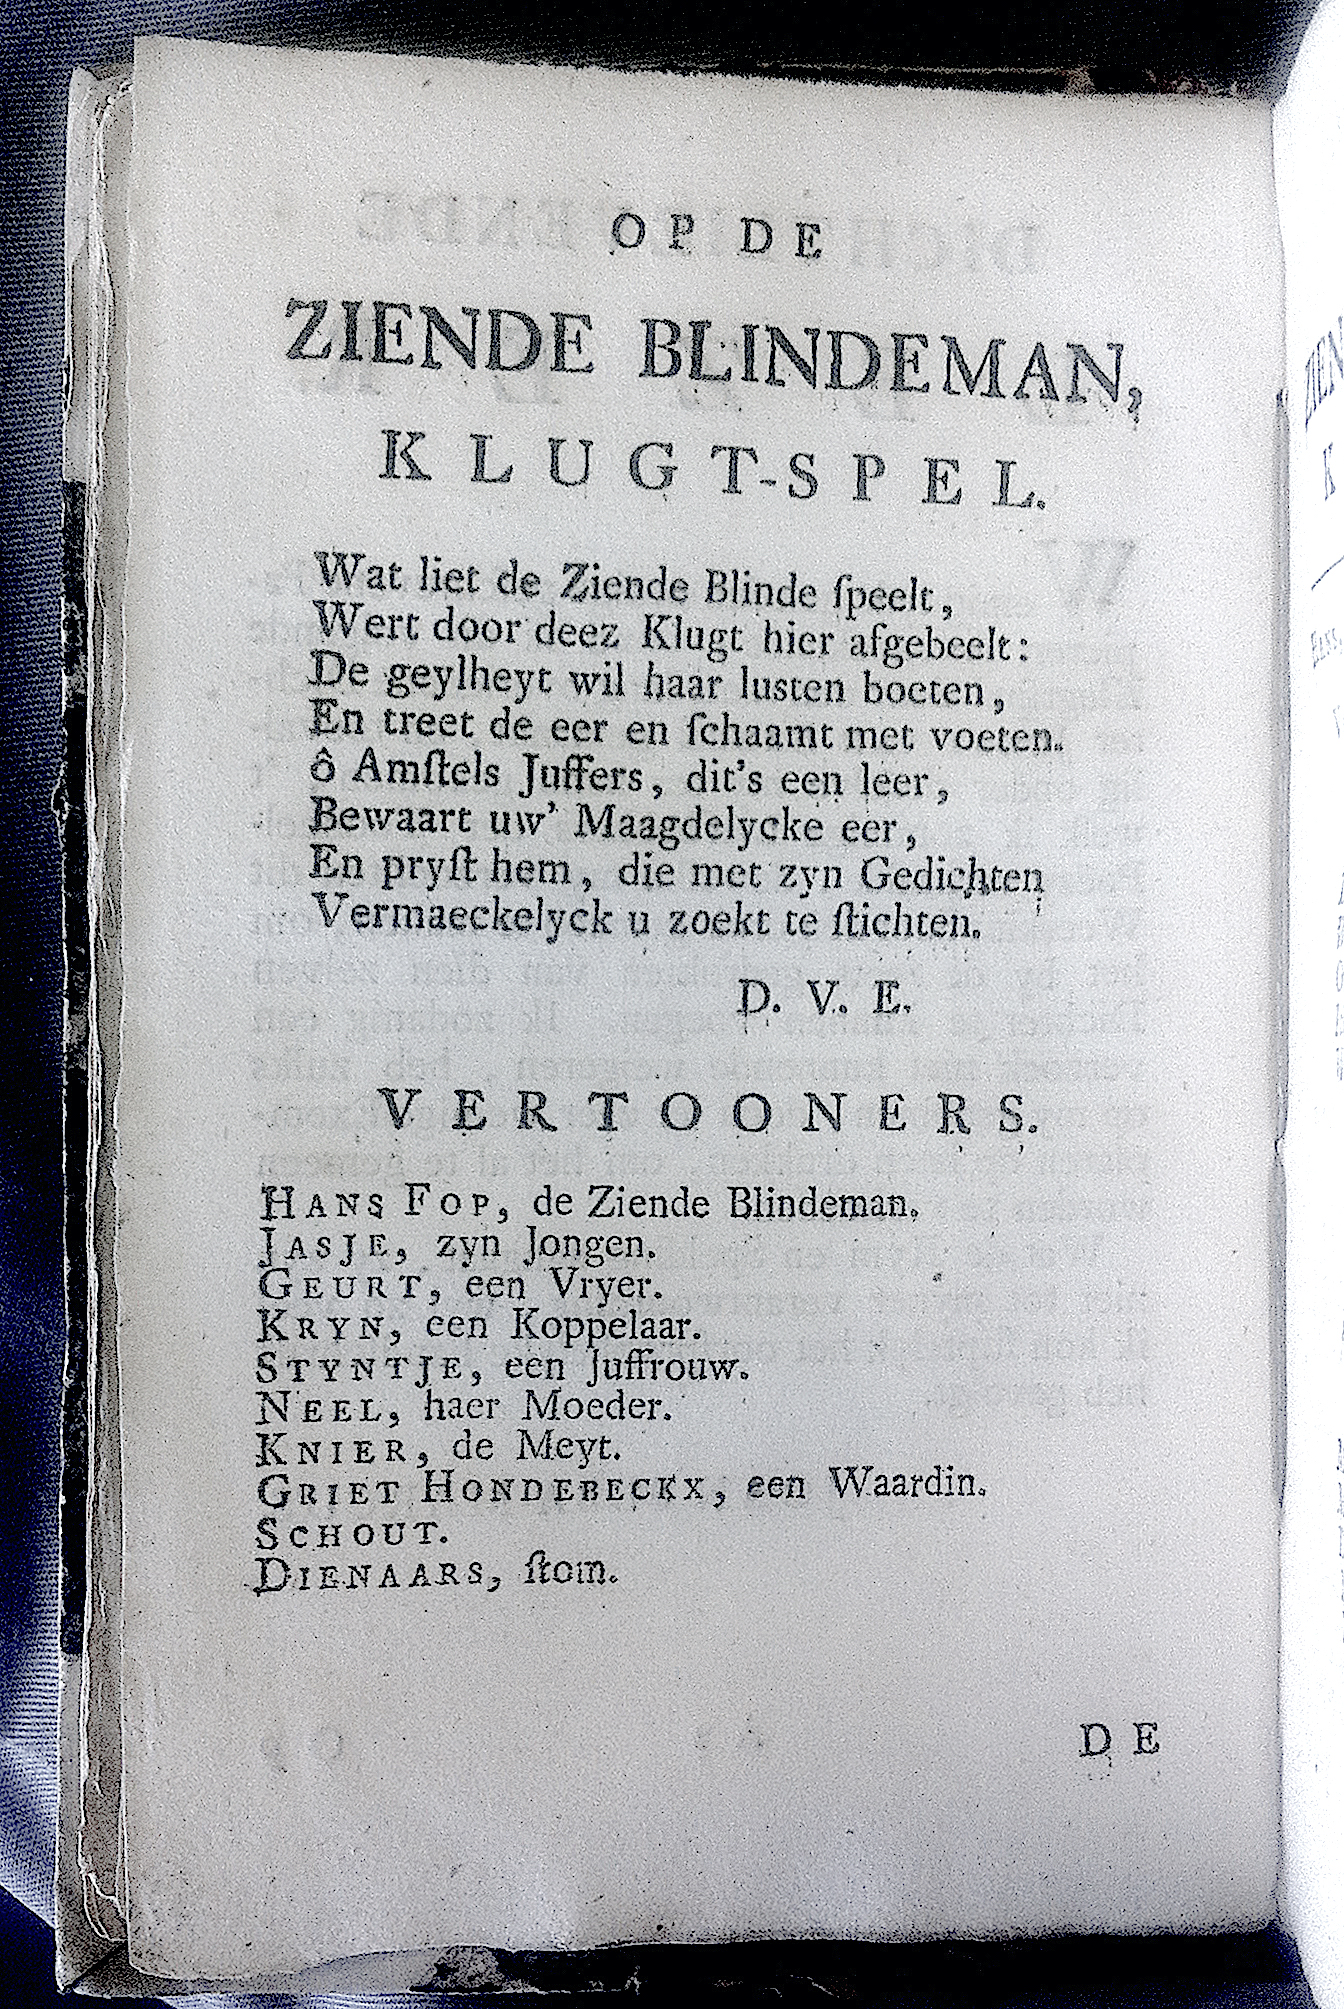 OP DE
ZIENDE BLINDEMAN,
KLUGT-SPEL.
Wat liet de Ziende Blinde ſpeelt,
Wert door deez Klugt hier afgebeelt:
De geylheyt wil haar lusten boeten,
En treet de eer en ſchaamt met voeten.
ô Amſtels Juffers, dit's een leer,
Bewaart uw' Maagdelycke eer,
En pryſt hem, die met zyn Gedichten
Vermaeckelyck u zoekt te ſtichten.
D. V. E.
VERTOONERS.
HANS FOP, de Ziende Blindeman.
JASJE, zyn Jongen.
GEURT, een Vryer.
KRYN, een Koppelaar.
STYNTJE, een Juffrouw.
NEEL, haer Moeder.
KNIER, de Meyt.
GRIET HONDEBECKX, een Waardin.
SCHOUT.
DIENAARS, ſtom.
DE